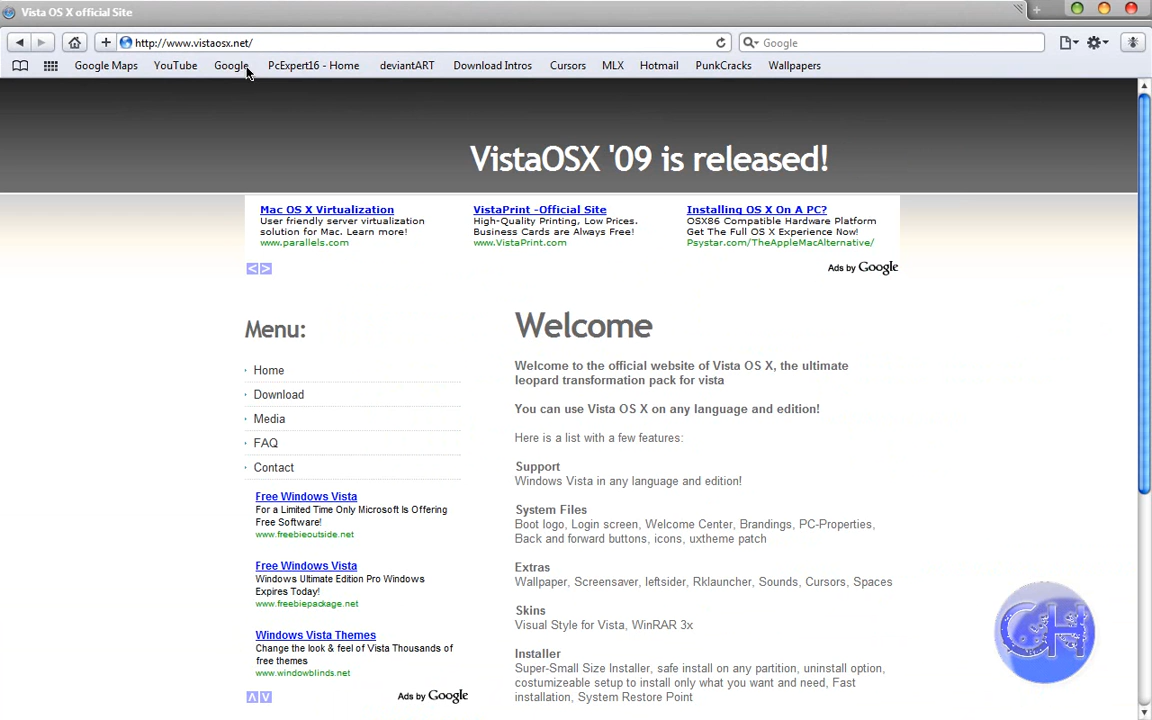 Vista OS X official Site
http://www.vistaosx.net/
Google
Google Maps YouTube Google PcExpert16 - Home deviantART Download Intros Cursors MLX Hotmail PunkCracks Wallpapers
VistaOSX '09 is released!
Mac OS X Virtualization
User friendly server virtualization
solution for Mac. Learn more!
www.parallels.com
VistaPrint -Official Site
High-Quality Printing, Low Prices.
Business Cards are Always Free!
www.VistaPrint.com
Installing OS X On A PC?
OSX86 Compatible Hardware Platform
Get The Full OS X Experience Now!
Psystar.com/TheAppleMacAlternative/
Ads by Google
Menu:
Home
Download
Media
FAQ
Contact
Free Windows Vista
For a Limited Time Only Microsoft Is Offering
Free Software!
www.freebieoutside.net
Free Windows Vista
Windows Ultimate Edition Pro Windows
Expires Today!
www.freebiepackage.net
Windows Vista Themes
Change the look & feel of Vista Thousands of
free themes
www.windowblinds.net
Ads by Google
Welcome
Welcome to the official website of Vista OS X, the ultimate
leopard transformation pack for vista
You can use Vista OS X on any language and edition!
Here is a list with a few features:
Support
Windows Vista in any language and edition!
System Files
Boot logo, Login screen, Welcome Center, Brandings, PC-Properties,
Back and forward buttons, icons, uxtheme patch
Extras
Wallpaper, Screensaver, leftsider, Rklauncher, Sounds, Cursors, Spaces
Skins
Visual Style for Vista, WinRAR 3x
Installer
Super-Small Size Installer, safe install on any partition, uninstall option,
costumizeable setup to install only what you want and need, Fast
installation, System Restore Point
CH